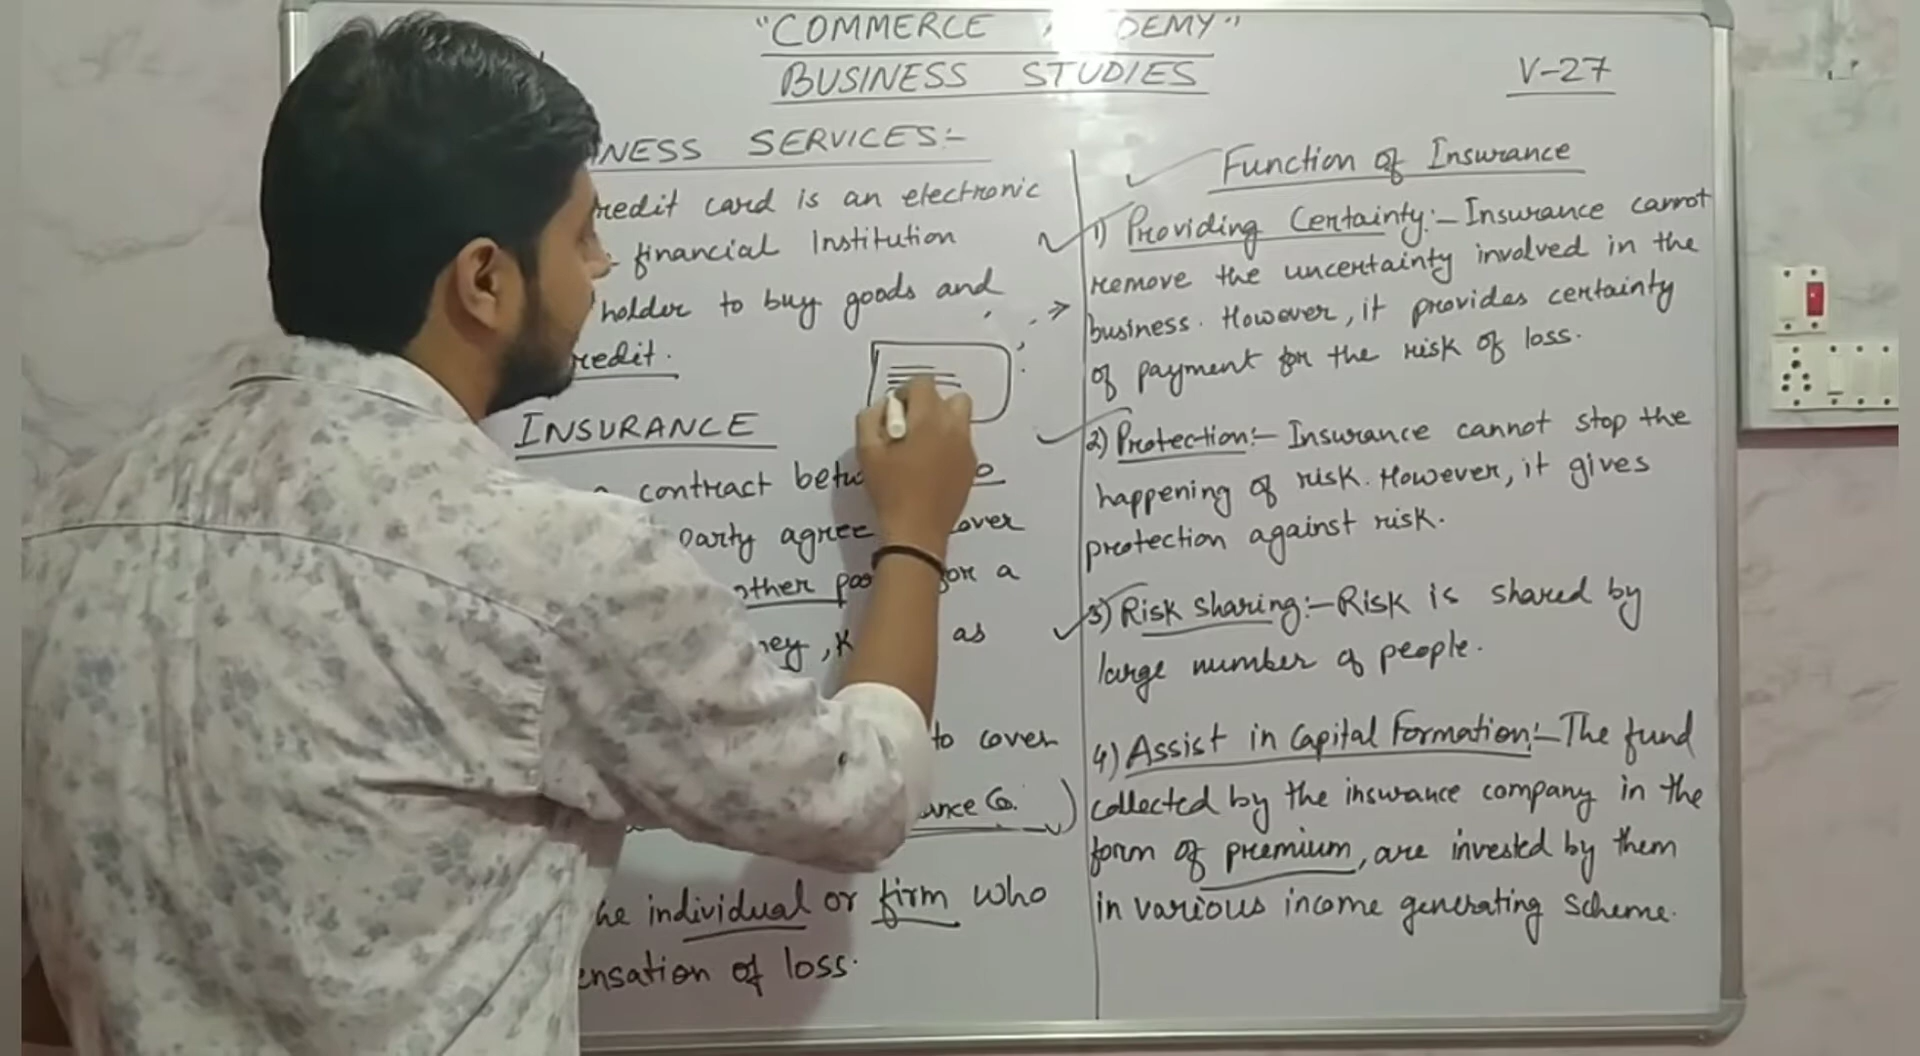 "COMMERCE DEMY"
BUSINESS STUDIES
V-27
NESS SERVICES:-
redit card is an electronic
financial Institution
holder to buy goods and
redit.
INSURANCE
contract betw
party agree over
other for a
ney, as
to cover
ance Co.
he individual or firm who
ensation of loss.
Function of Insurance
1) Providing Certainty:- Insurance cannot
remove the uncertainty involved in the
business. However, it provides certainty
of payment for the risk of loss.
2) Protection:- Insurance cannot stop the
happening of risk. However, it gives
protection against risk.
3) Risk Sharing:- Risk is shared by
large number of people.
4) Assist in Capital Formation:- The fund
collected by the insurance company in the
form of premium, are invested by them
in various income generating Scheme.